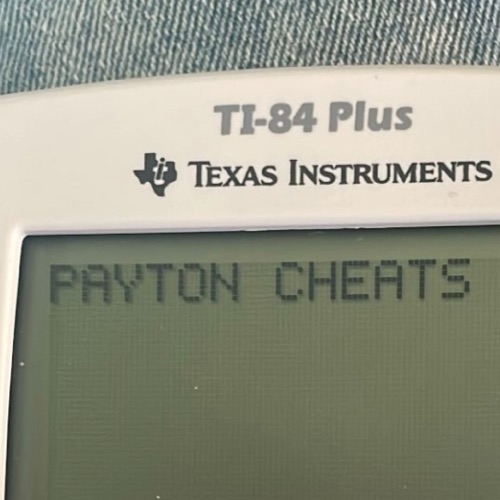 TI-84 Plus
TEXAS INSTRUMENTS
PAYTON CHEATS